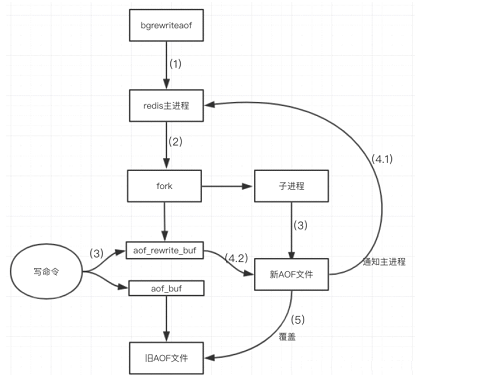 bgrewriteaof
(1)
redis主进程
(4.1)
(2)
fork
子进程
(3)
(3)
aof_rewrite_buf
(4.2)
通知主进程
写命令
新AOF文件
aof_buf
(5)
覆盖
旧AOF文件